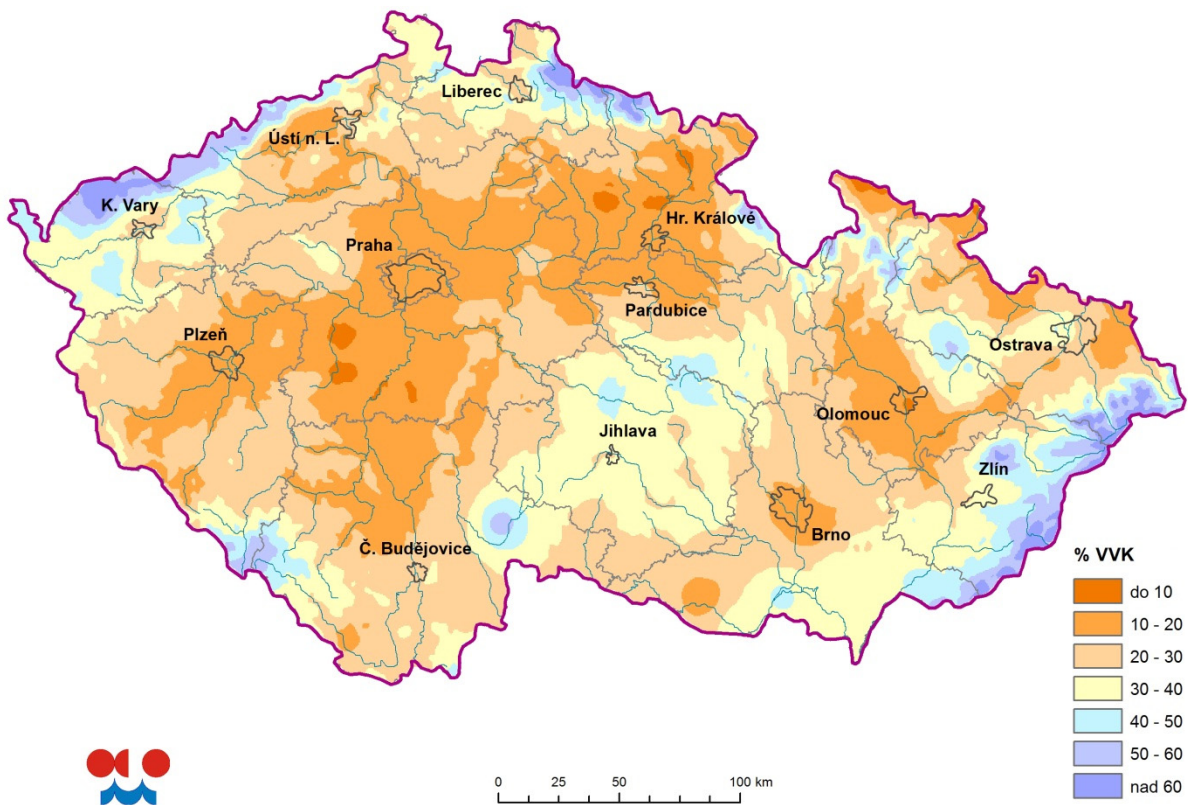 Liberec
Ústí n. L.
K. Vary
Hr. Králové
Praha
Pardubice
Plzeň
Ostrava
Olomouc
Jihlava
Zlín
Brno
Č. Budějovice
% VVK
do 10
10 - 20
20 - 30
30 - 40
40 - 50
50 - 60
nad 60
0 25 50 100 km